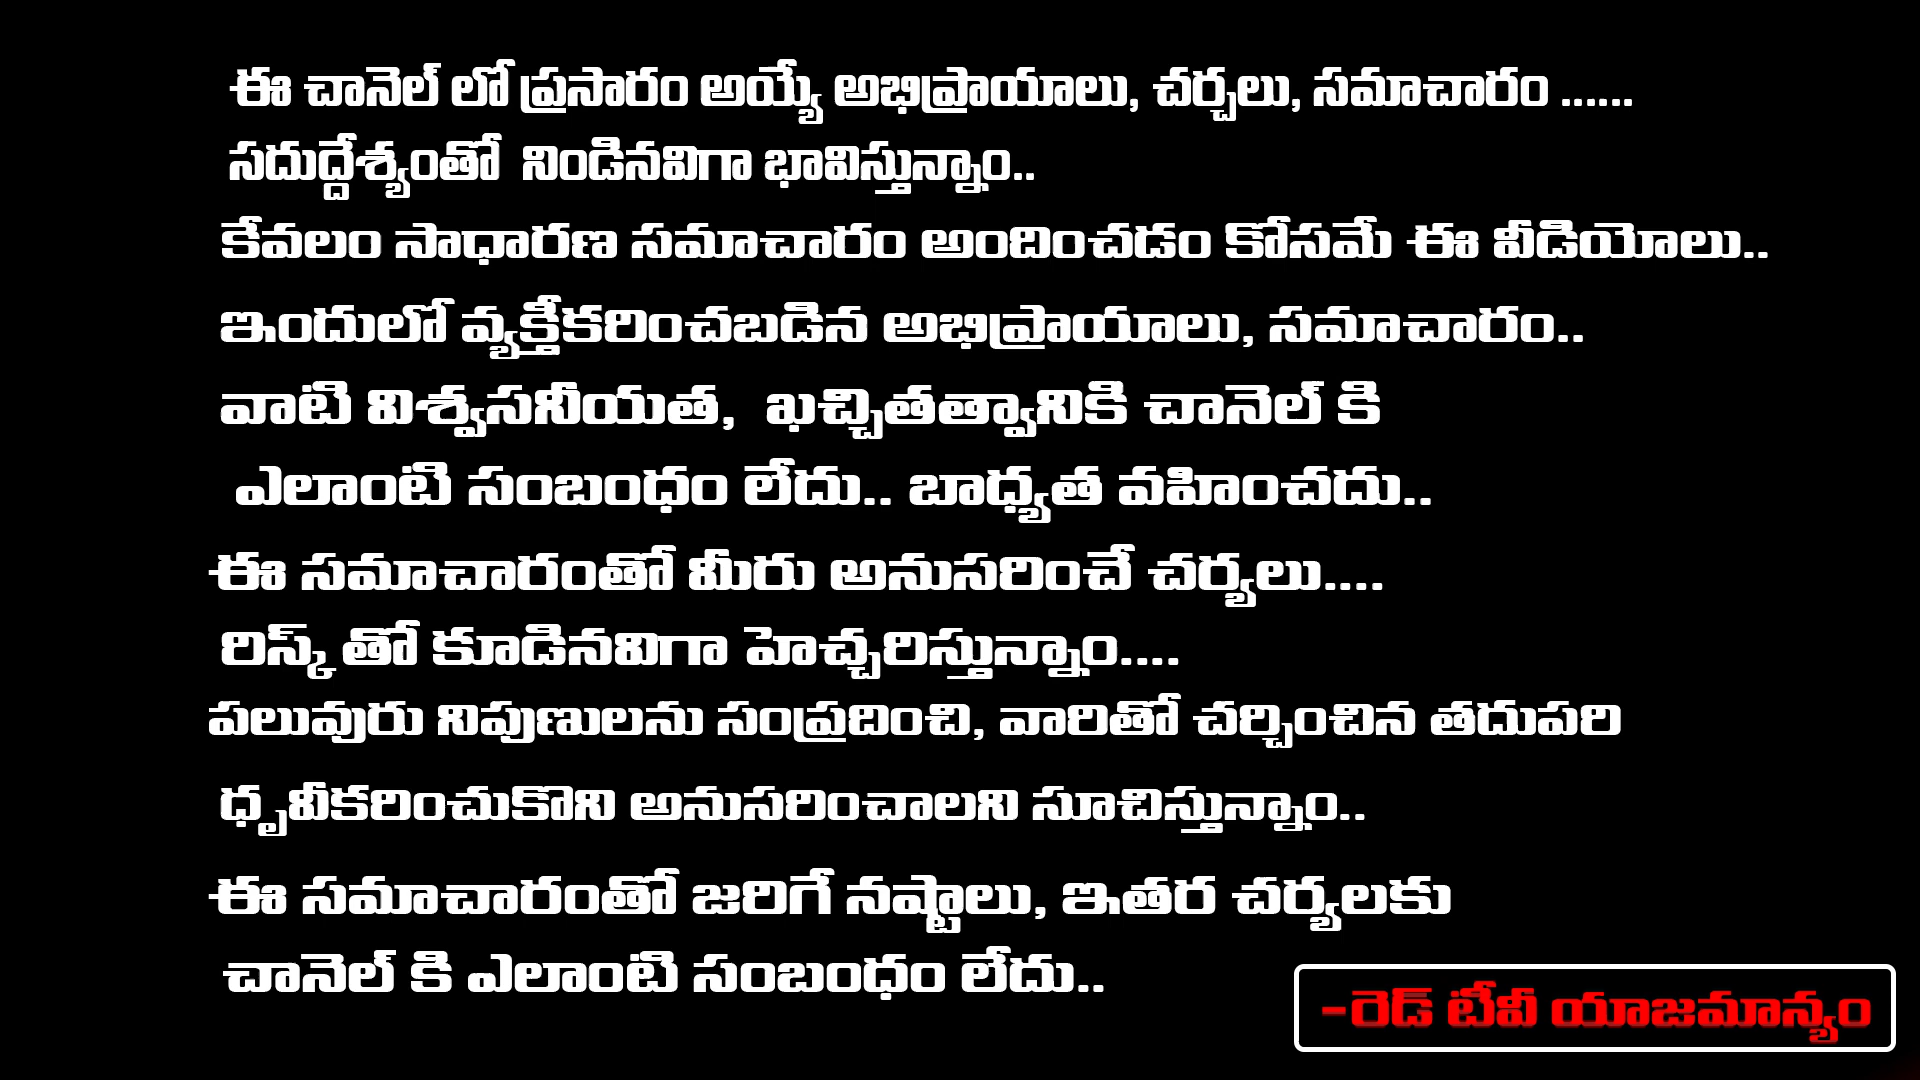 ఈ చానెల్ లో ప్రసారం అయ్యే అభిప్రాయాలు, చర్చలు, సమాచారం ......
సదుద్దేశ్యంతో నిండినవిగా భావిస్తున్నాం..
కేవలం సాధారణ సమాచారం అందించడం కోసమే ఈ వీడియోలు..
ఇందులో వ్యక్తీకరించబడిన అభిప్రాయాలు, సమాచారం..
వాటి విశ్వసనీయత, ఖచ్చితత్వానికి చానెల్ కి
ఎలాంటి సంబంధం లేదు.. బాధ్యత వహించదు..
ఈ సమాచారంతో మీరు అనుసరించే చర్యలు....
రిస్క్ తో కూడినవిగా హెచ్చరిస్తున్నాం....
పలువురు నిపుణులను సంప్రదించి, వారితో చర్చించిన తదుపరి
ధృవీకరించుకొని అనుసరించాలని సూచిస్తున్నాం..
ఈ సమాచారంతో జరిగే నష్టాలు, ఇతర చర్యలకు
చానెల్ కి ఎలాంటి సంబంధం లేదు..
-రెడ్ టీవీ యాజమాన్యం